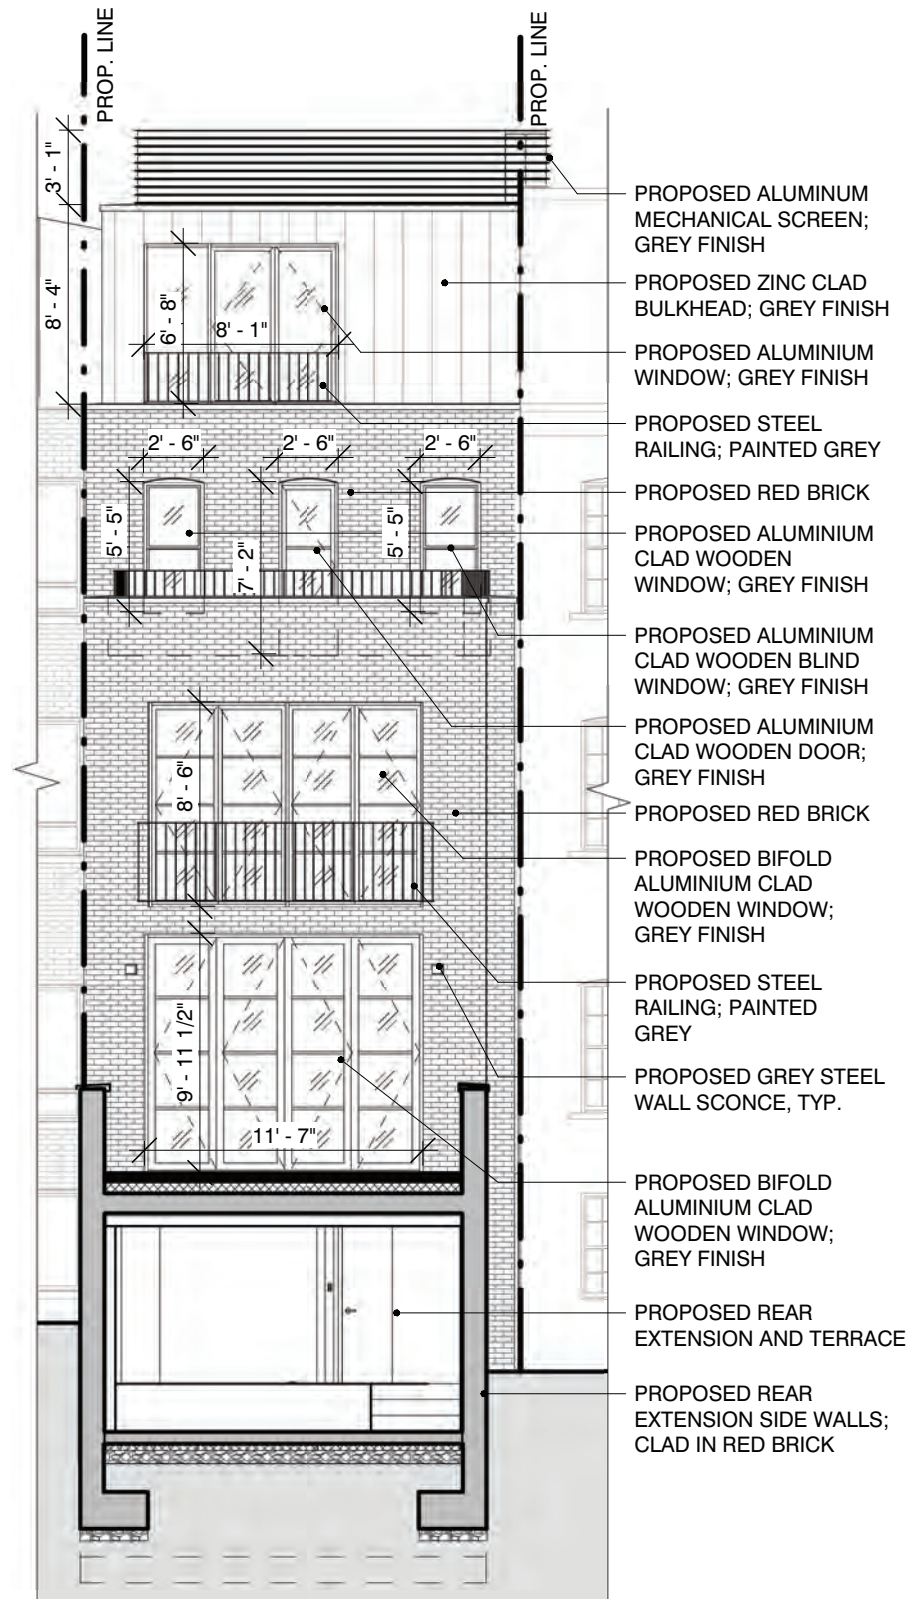 PROP. LINE
PROP. LINE
3' - 1"
8' - 4"
6' - 8"
8' - 1"
2' - 6"
2' - 6"
2' - 6"
5' - 5"
7' - 2"
5' - 5"
8' - 6"
9' - 11 1/2"
11' - 7"
PROPOSED ALUMINUM
MECHANICAL SCREEN;
GREY FINISH
PROPOSED ZINC CLAD
BULKHEAD; GREY FINISH
PROPOSED ALUMINIUM
WINDOW; GREY FINISH
PROPOSED STEEL
RAILING; PAINTED GREY
PROPOSED RED BRICK
PROPOSED ALUMINIUM
CLAD WOODEN
WINDOW; GREY FINISH
PROPOSED ALUMINIUM
CLAD WOODEN BLIND
WINDOW; GREY FINISH
PROPOSED ALUMINIUM
CLAD WOODEN DOOR;
GREY FINISH
PROPOSED RED BRICK
PROPOSED BIFOLD
ALUMINIUM CLAD
WOODEN WINDOW;
GREY FINISH
PROPOSED STEEL
RAILING; PAINTED
GREY
PROPOSED GREY STEEL
WALL SCONCE, TYP.
PROPOSED BIFOLD
ALUMINIUM CLAD
WOODEN WINDOW;
GREY FINISH
PROPOSED REAR
EXTENSION AND TERRACE
PROPOSED REAR
EXTENSION SIDE WALLS;
CLAD IN RED BRICK